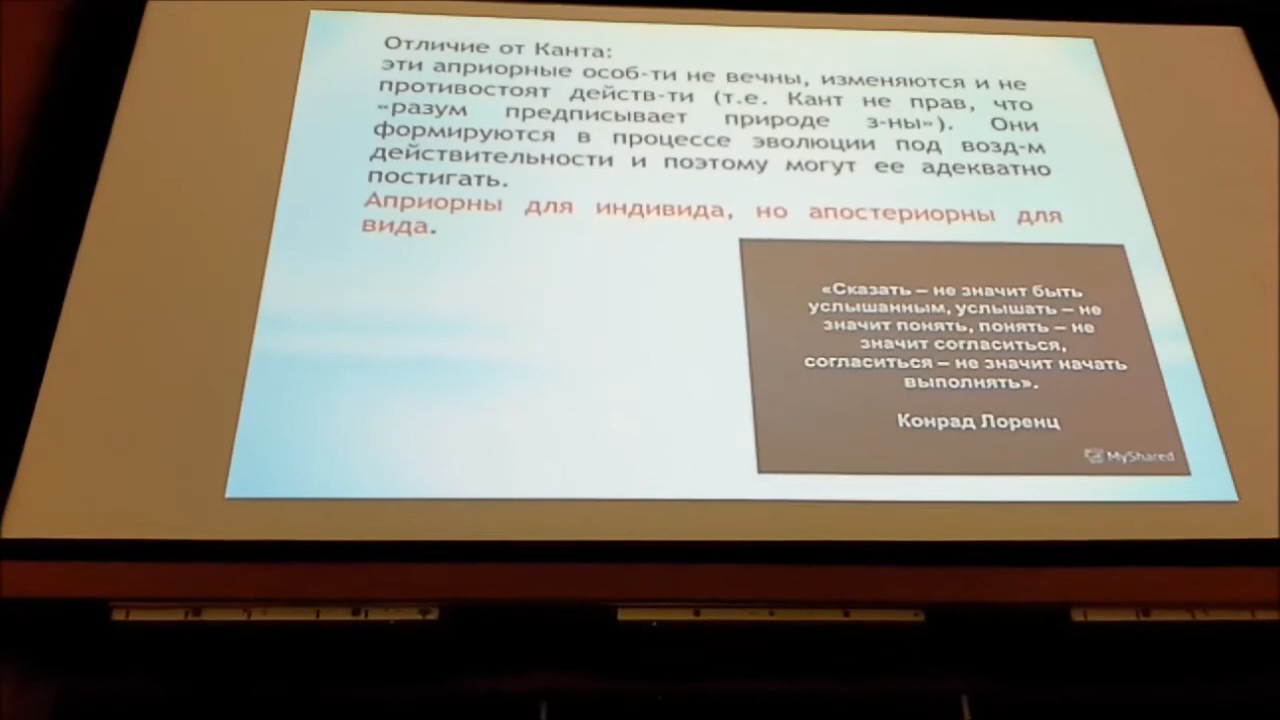 Отличие от Канта:
эти априорные особ-ти не вечны, изменяются и не
противостоят действ-ти (т.е. Кант не прав, что
«разум предписывает природе з-ны»). Они
формируются в процессе эволюции под возд-м
действительности и поэтому могут ее адекватно
постигать.
Априорны для индивида, но апостериорны для
вида.
«Сказать – не значит быть
услышанным, услышать – не
значит понять, понять – не
значит согласиться,
согласиться – не значит начать
выполнять».
Конрад Лоренц
MyShared